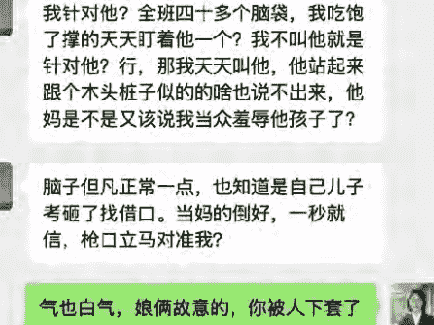 我针对他？全班四十多个脑袋，我吃饱
了撑的天天盯着他一个？我不叫他就是
针对他？行，那我天天叫他，他站起来
跟个木头桩子似的的啥也说不出来，他
妈是不是又该说我当众羞辱他孩子了？
脑子但凡正常一点，也知道是自己儿子
考砸了找借口。当妈的倒好，一秒就
信，枪口立马对准我？
气也白气，娘俩故意的，你被人下套了